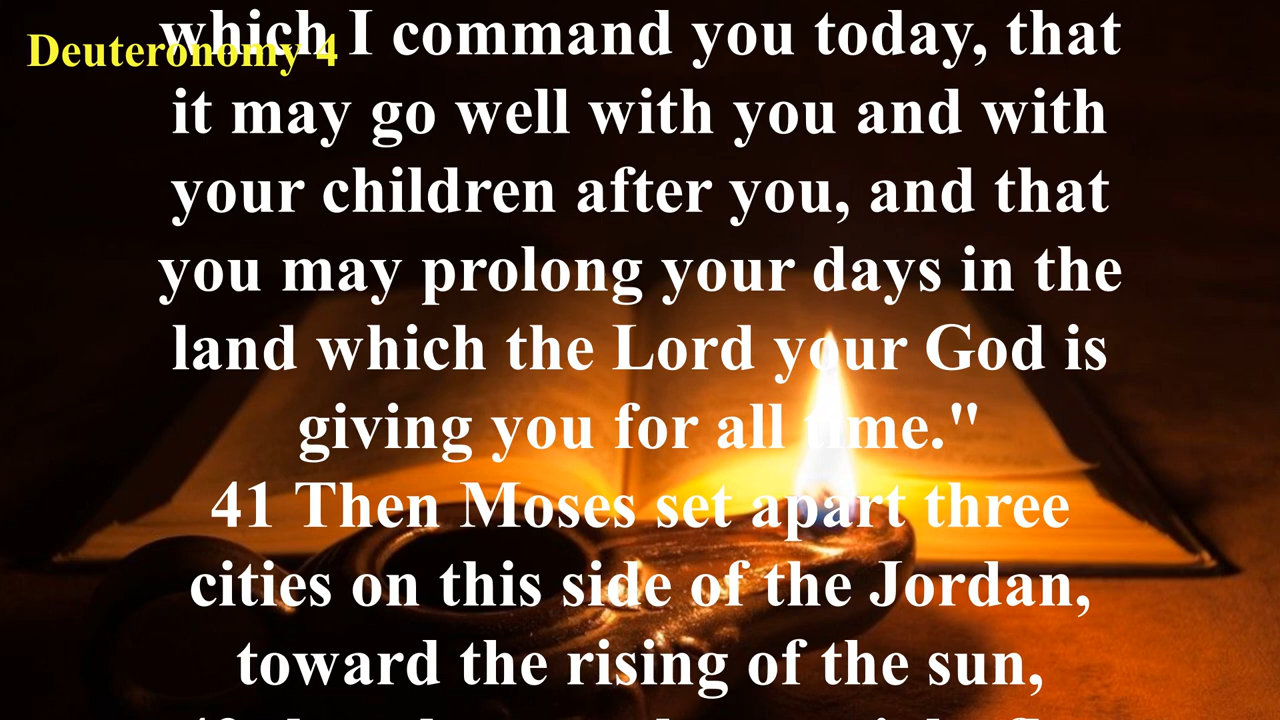 Deuteronomy 4
which I command you today, that
it may go well with you and with
your children after you, and that
you may prolong your days in the
land which the Lord your God is
giving you for all time."
41 Then Moses set apart three
cities on this side of the Jordan,
toward the rising of the sun,